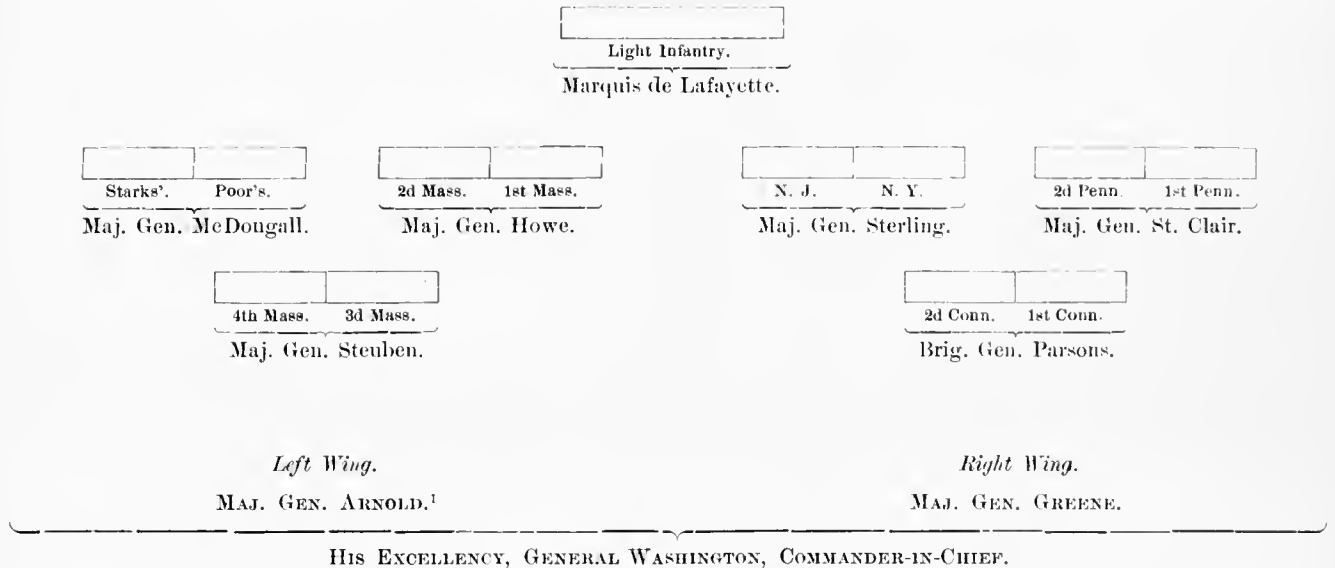 Light Infantry.
Marquis de Lafayette.
Starks'. Poor's. 2d Mass. 1st Mass. N. J. N. Y. 2d Penn. 1st Penn.
Maj. Gen. McDougall. Maj. Gen. Howe. Maj. Gen. Sterling. Maj. Gen. St. Clair.
4th Mass. 3d Mass. 2d Conn. 1st Conn.
Maj. Gen. Steuben. Brig. Gen. Parsons.
Left Wing. Right Wing.
MAJ. GEN. ARNOLD.¹ MAJ. GEN. GREENE.
HIS EXCELLENCY, GENERAL WASHINGTON, COMMANDER-IN-CHIEF.